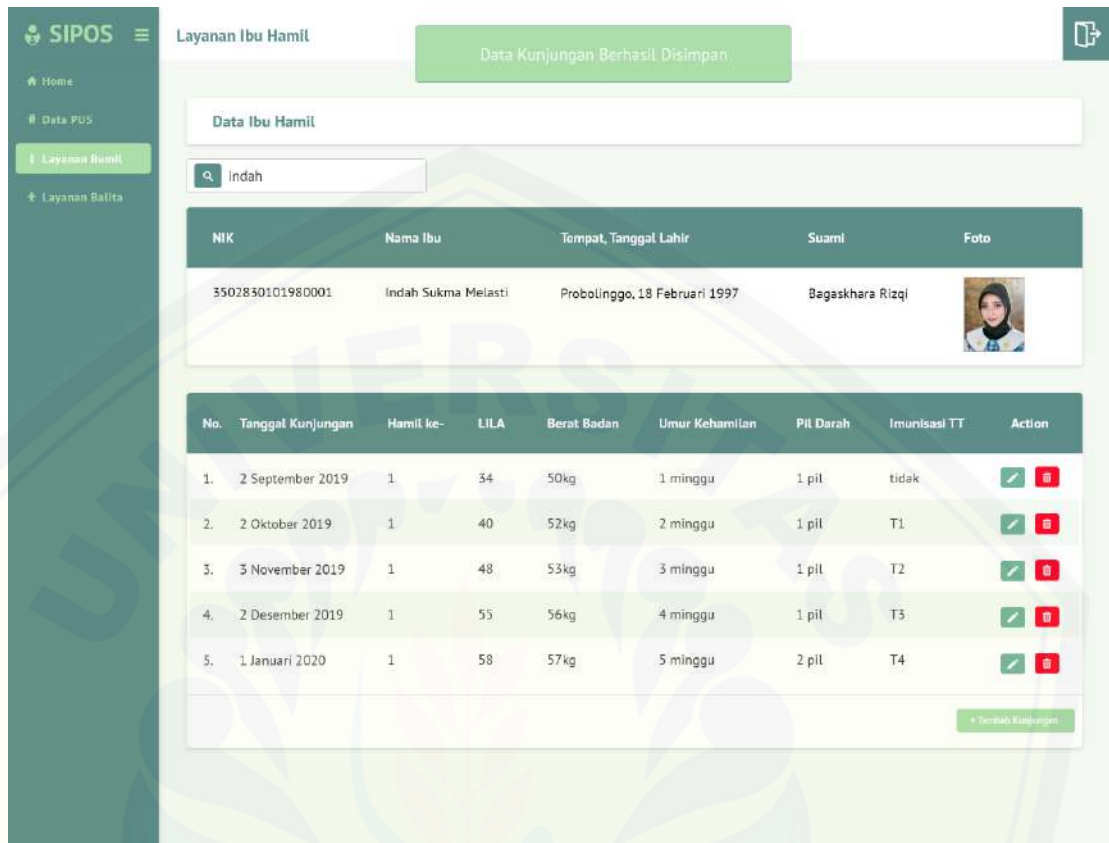 SIPOS
Layanan Ibu Hamil
Data Kunjungan Berhasil Disimpan
Home
Data PUS
Layanan Bumil
Layanan Balita
Data Ibu Hamil
indah
NIK Nama Ibu Tempat, Tanggal Lahir Suami Foto
3502830101980001 Indah Sukma Melasti Probolinggo, 18 Februari 1997 Bagaskhara Rizqi
No. Tanggal Kunjungan Hamil ke- LILA Berat Badan Umur Kehamilan Pil Darah Imunisasi TT Action
1. 2 September 2019 1 34 50kg 1 minggu 1 pil tidak
2. 2 Oktober 2019 1 40 52kg 2 minggu 1 pil T1
3. 3 November 2019 1 48 53kg 3 minggu 1 pil T2
4. 2 Desember 2019 1 55 56kg 4 minggu 1 pil T3
5. 1 Januari 2020 1 58 57kg 5 minggu 2 pil T4
+ Tambah Kunjungan
UNIVERSITAS